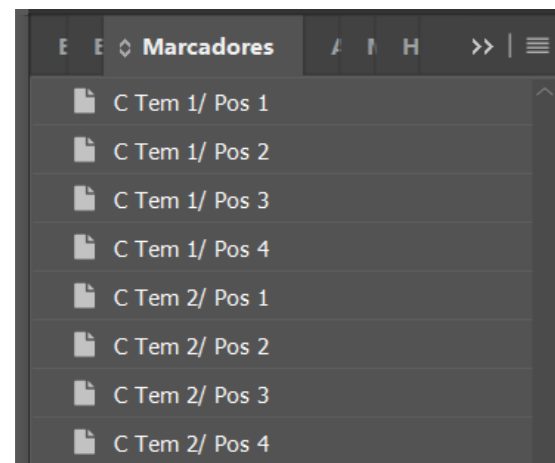 E E Marcadores A N H >> |
C Tem 1/ Pos 1
C Tem 1/ Pos 2
C Tem 1/ Pos 3
C Tem 1/ Pos 4
C Tem 2/ Pos 1
C Tem 2/ Pos 2
C Tem 2/ Pos 3
C Tem 2/ Pos 4